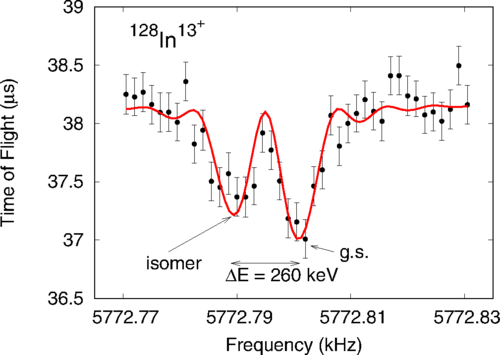 39
38.5
38
37.5
37
36.5
Time of Flight (μs)
128In13+
isomer
g.s.
ΔE = 260 keV
5772.77 5772.79 5772.81 5772.83
Frequency (kHz)